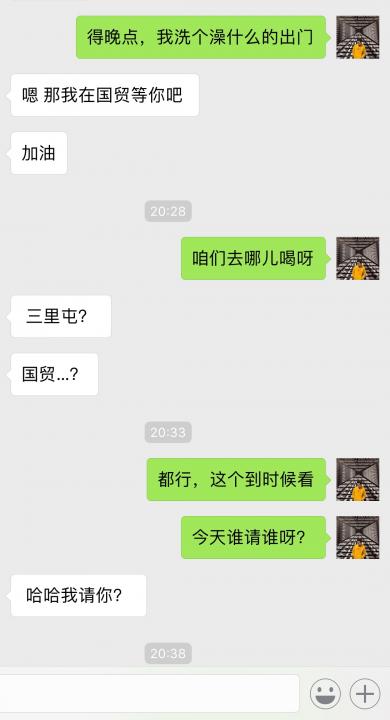 得晚点，我洗个澡什么的出门
嗯 那我在国贸等你吧
加油
20:28
咱们去哪儿喝呀
三里屯？
国贸...？
20:33
都行，这个到时候看
今天谁请谁呀？
哈哈我请你？
20:38